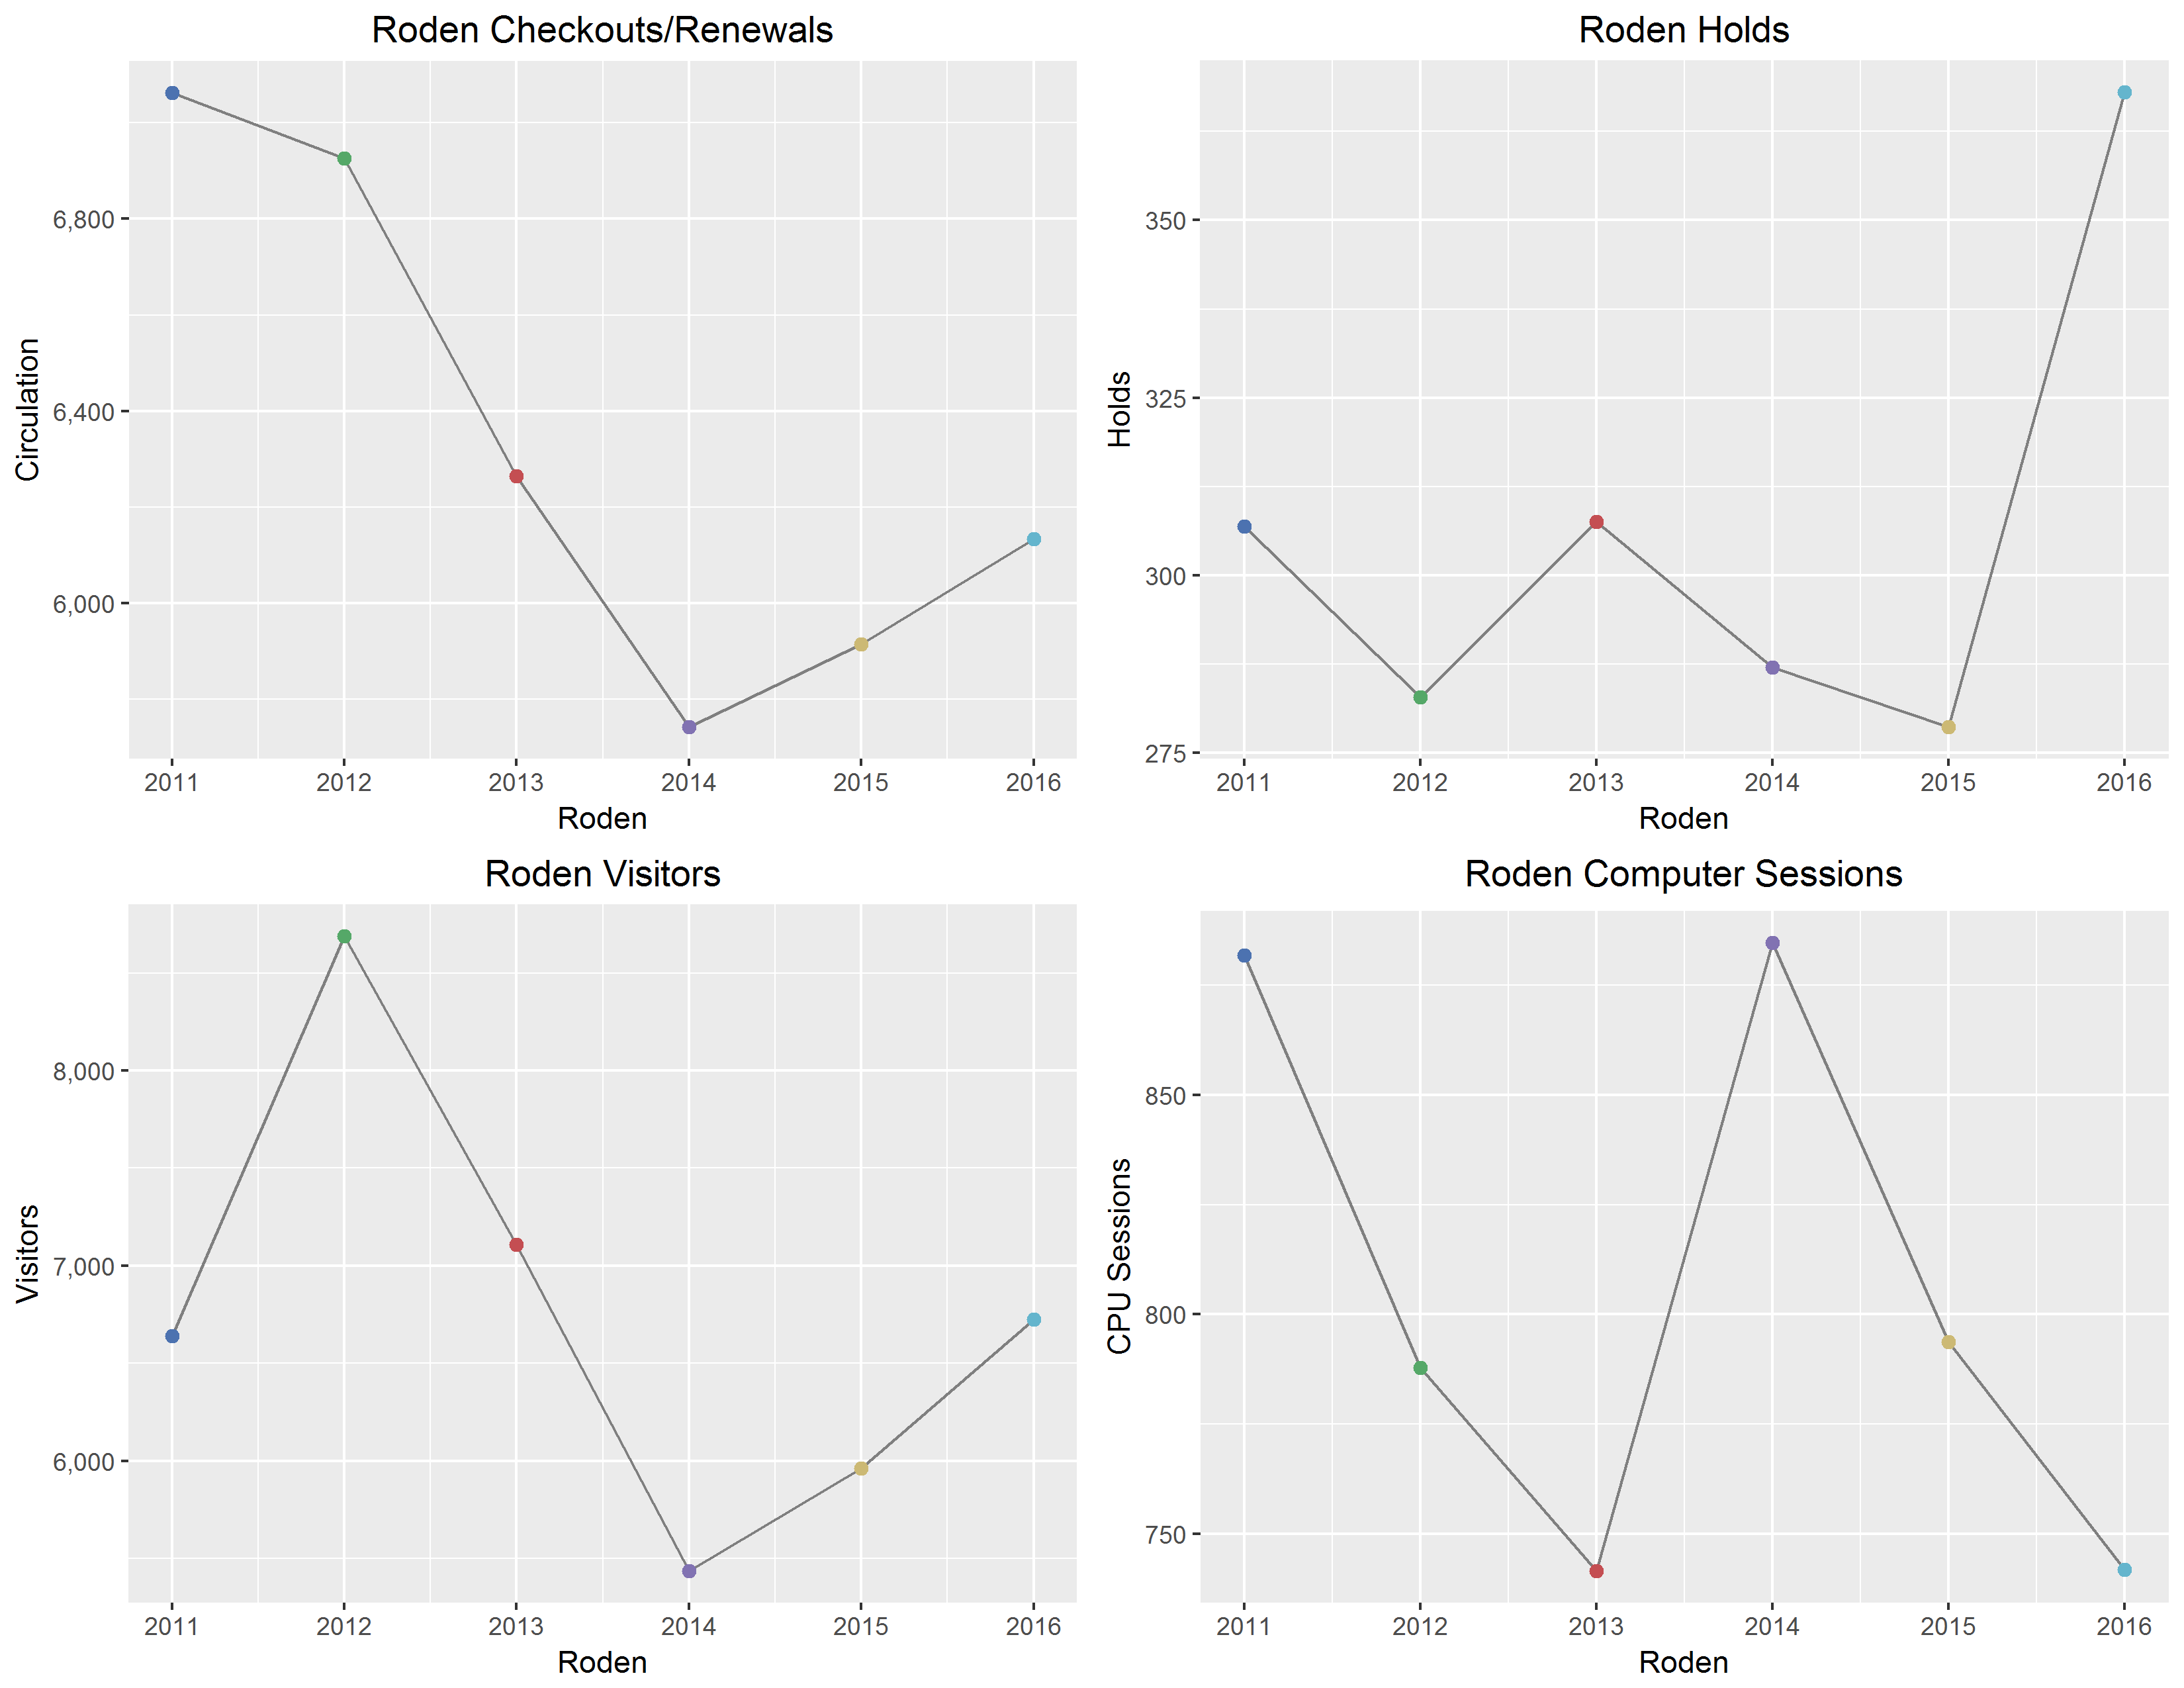 Roden Checkouts/Renewals
Circulation
6,800
6,400
6,000
2011 2012 2013 2014 2015 2016
Roden
Roden Holds
Holds
350
325
300
275
2011 2012 2013 2014 2015 2016
Roden
Roden Visitors
Visitors
8,000
7,000
6,000
2011 2012 2013 2014 2015 2016
Roden
Roden Computer Sessions
CPU Sessions
850
800
750
2011 2012 2013 2014 2015 2016
Roden